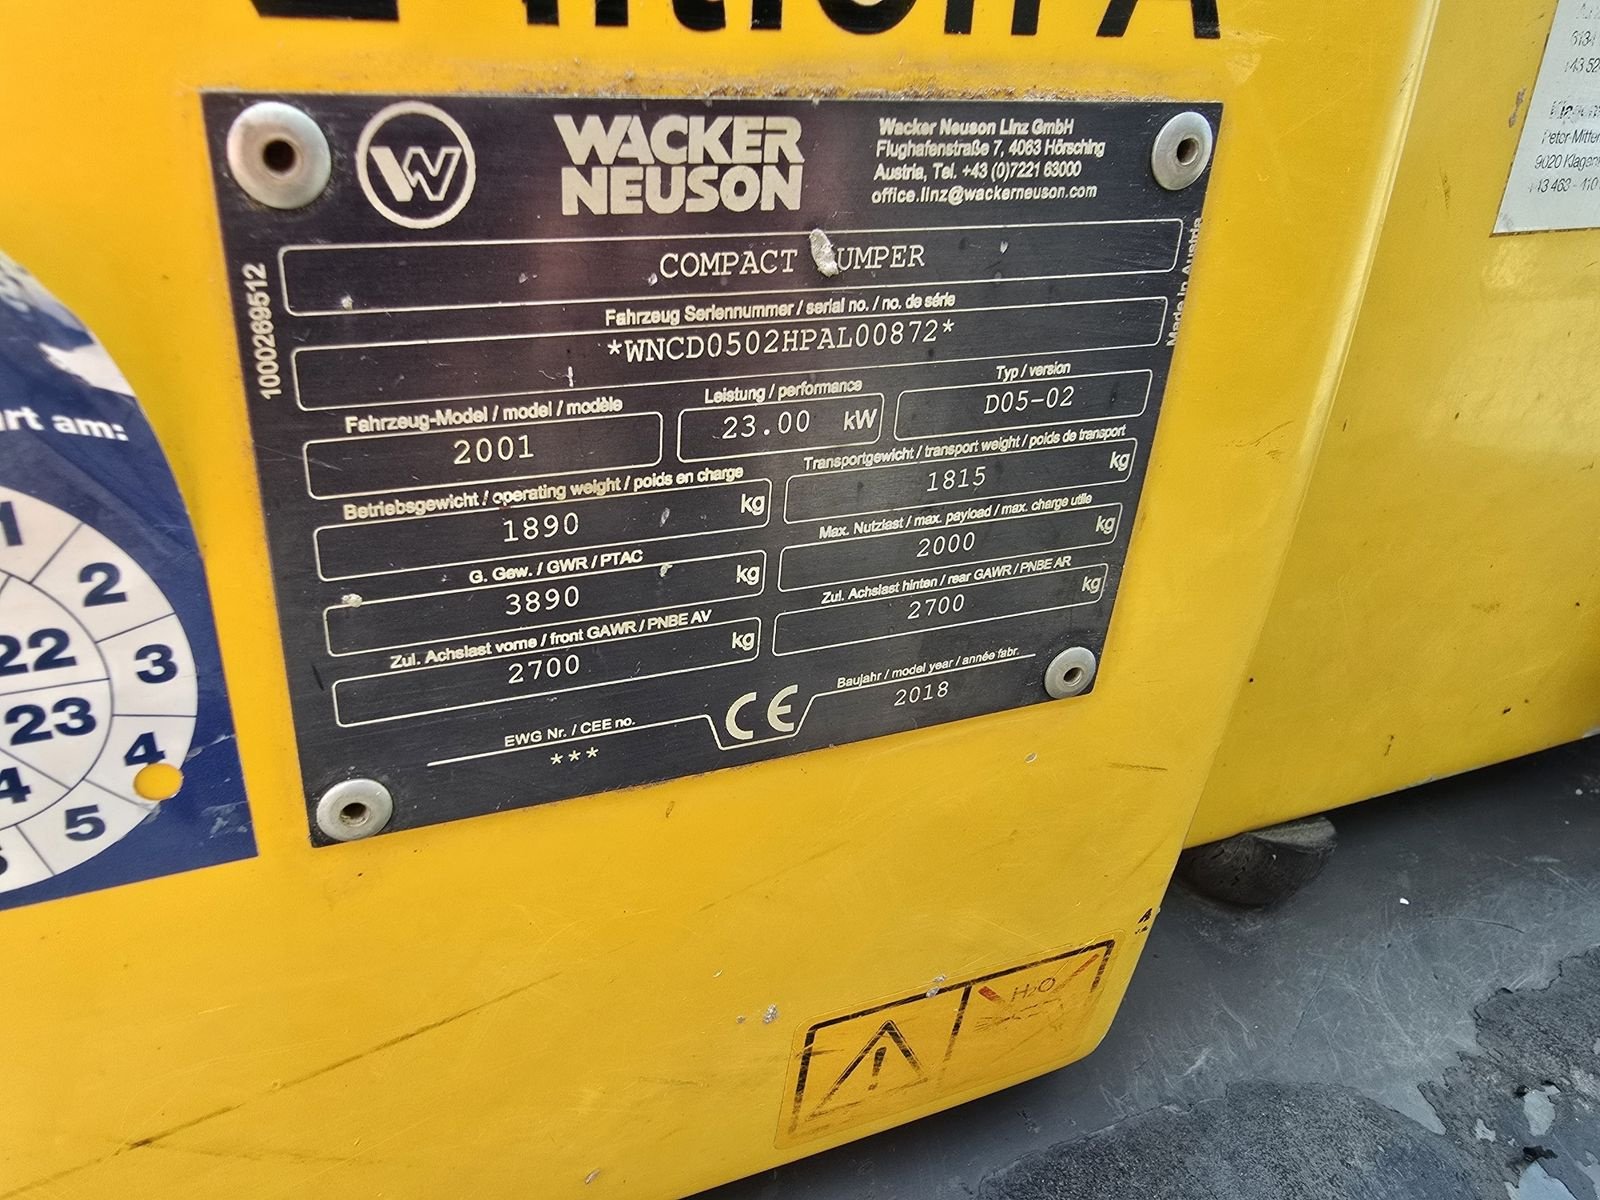 WACKER
NEUSON
Wacker Neuson Linz GmbH
Flughafenstraße 7, 4063 Hörsching
Austria, Tel. +43 (0)7221 63000
office.linz@wackerneuson.com
COMPACT UMPER
Fahrzeug Seriennummer / serial no. / no. de série
*WNCD0502HPAL00872*
Fahrzeug-Model / model / modèle
2001
Leistung / performance
23.00 kW
Typ / version
D05-02
Betriebsgewicht / operating weight / poids en charge
1890 kg
Transportgewicht / transport weight / poids de transport
1815 kg
G. Gew. / GWR / PTAC
3890 kg
Max. Nutzlast / max. payload / max. charge utile
2000 kg
Zul. Achslast vorne / front GAWR / PNBE AV
2700 kg
Zul. Achslast hinten / rear GAWR / PNBE AR
2700 kg
EWG Nr. / CEE no.
***
CE
Baujahr / model year / année fabr.
2018
1000269512
Made in Austria
rt am:
1
2
3
4
5
22
23
4
H2O
Peter-Mitter
9020 Klagen